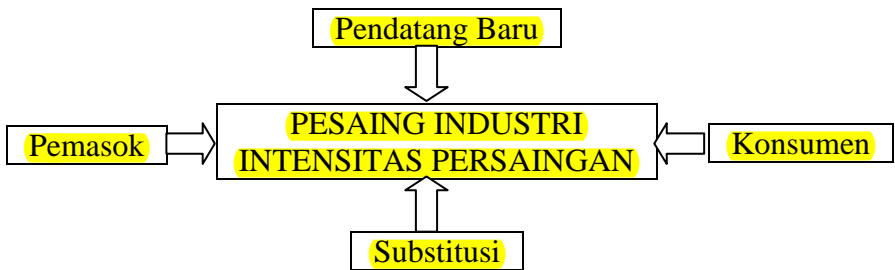 Pendatang Baru
PESAING INDUSTRI
INTENSITAS PERSAINGAN
Pemasok
Konsumen
Substitusi